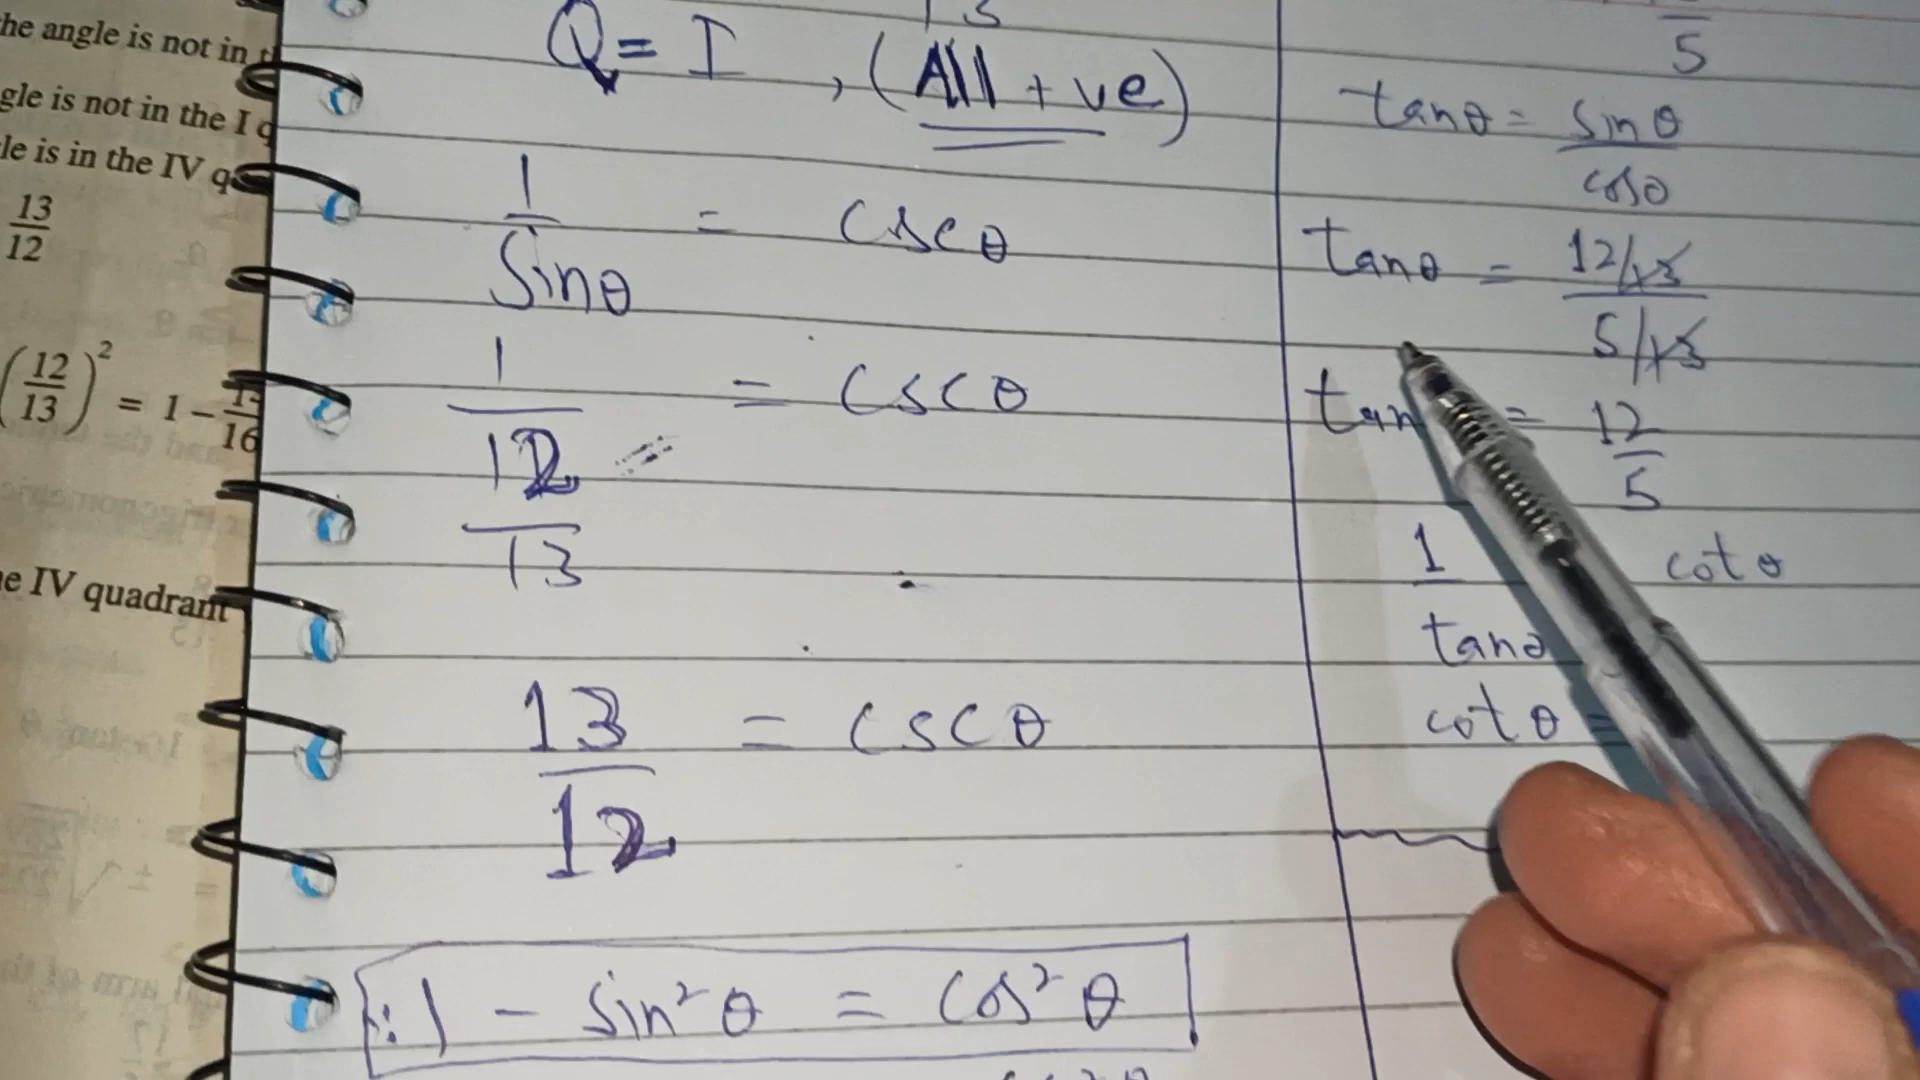 he angle is not in
gle is not in the I q
le is in the IV q
13
12
(12/13)² = 1 -
16
e IV quadrant
Q = I , (All + ve)
1
sinθ
= cscθ
1
12
13
= cscθ
13
12
= cscθ
∴ 1 - sin²θ = cos²θ
5
tanθ = sinθ
cosθ
tanθ = 12/13
5/13
tan = 12
5
1
tanθ
cotθ
cotθ =